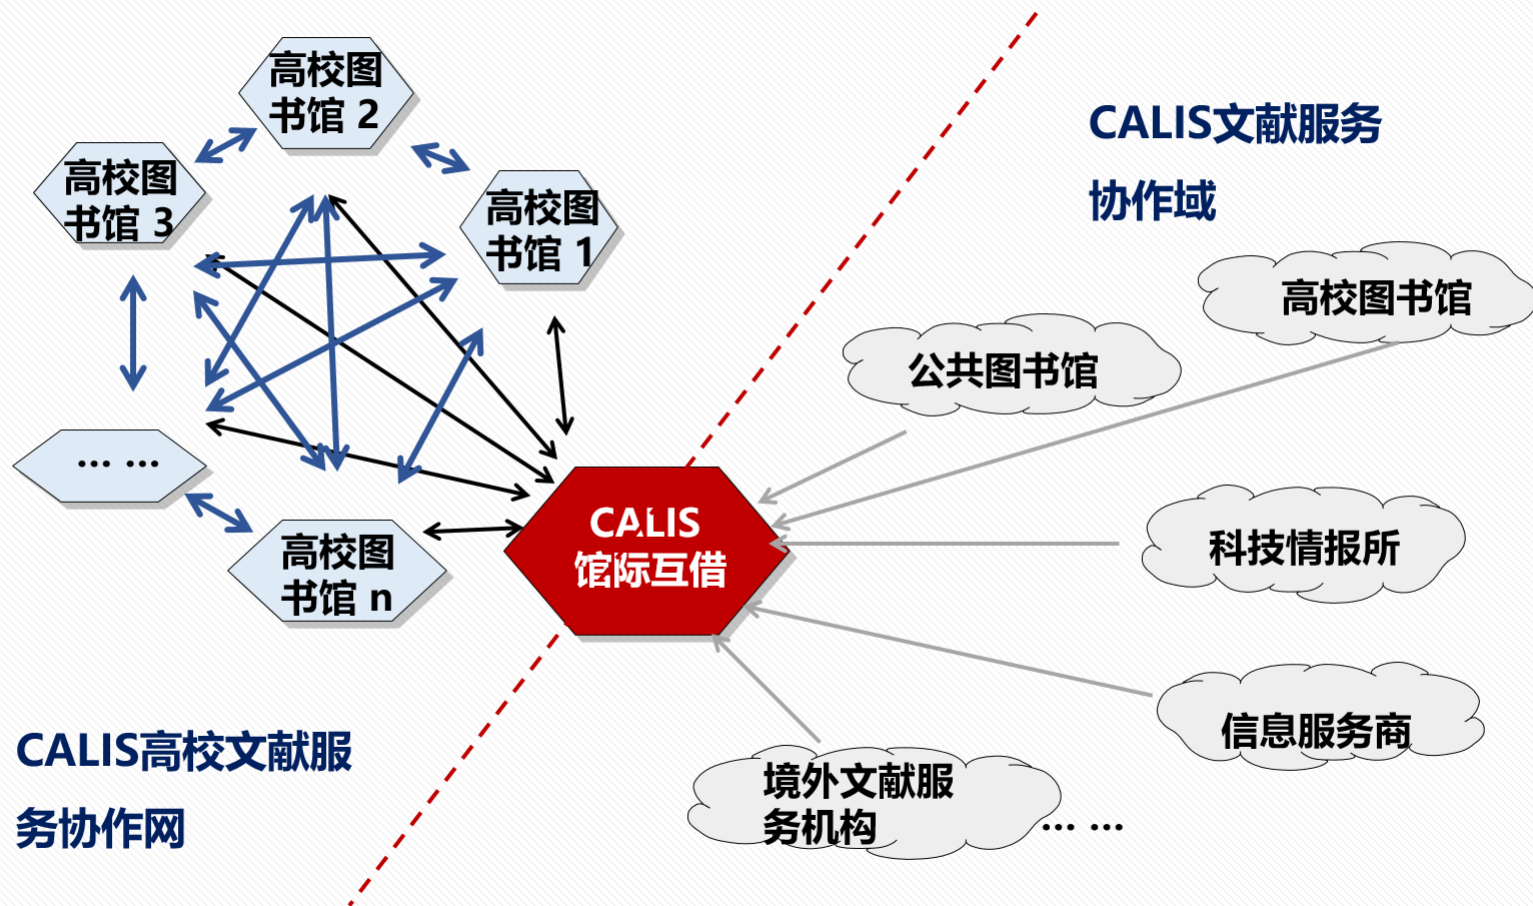 高校图
书馆 2
高校图
书馆 3
高校图
书馆 1
... ...
高校图
书馆 n
CALIS
馆际互借
CALIS高校文献服
务协作网
CALIS文献服务
协作域
高校图书馆
公共图书馆
科技情报所
信息服务商
境外文献服
务机构
... ...